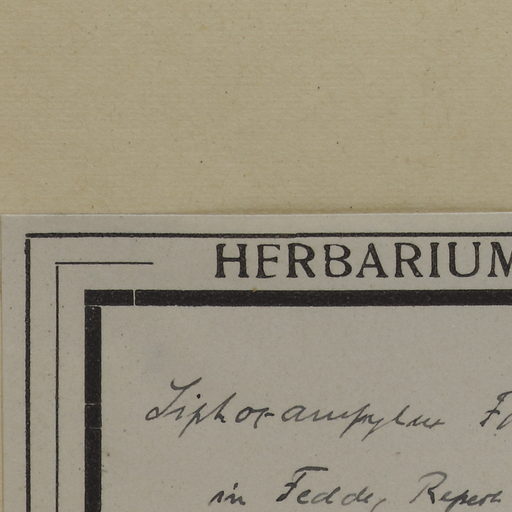 HERBARIUM
Siphocampylus
in Fedde, Repert